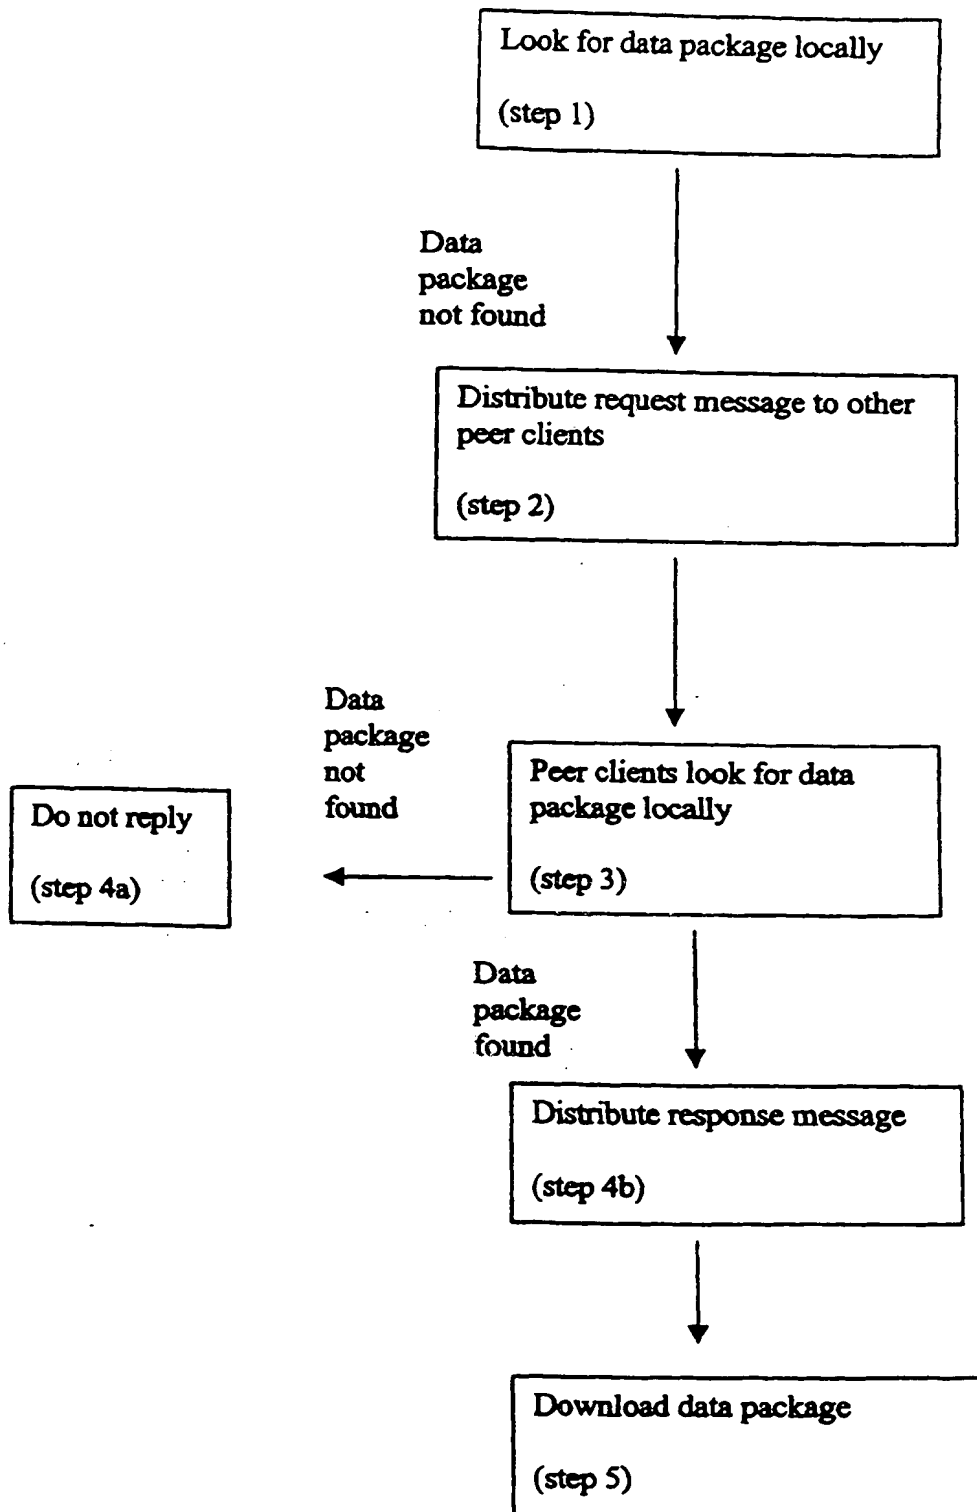 Look for data package locally
(step 1)
Data
package
not found
Distribute request message to other
peer clients
(step 2)
Data
package
not
found
Peer clients look for data
package locally
(step 3)
Do not reply
(step 4a)
Data
package
found
Distribute response message
(step 4b)
Download data package
(step 5)